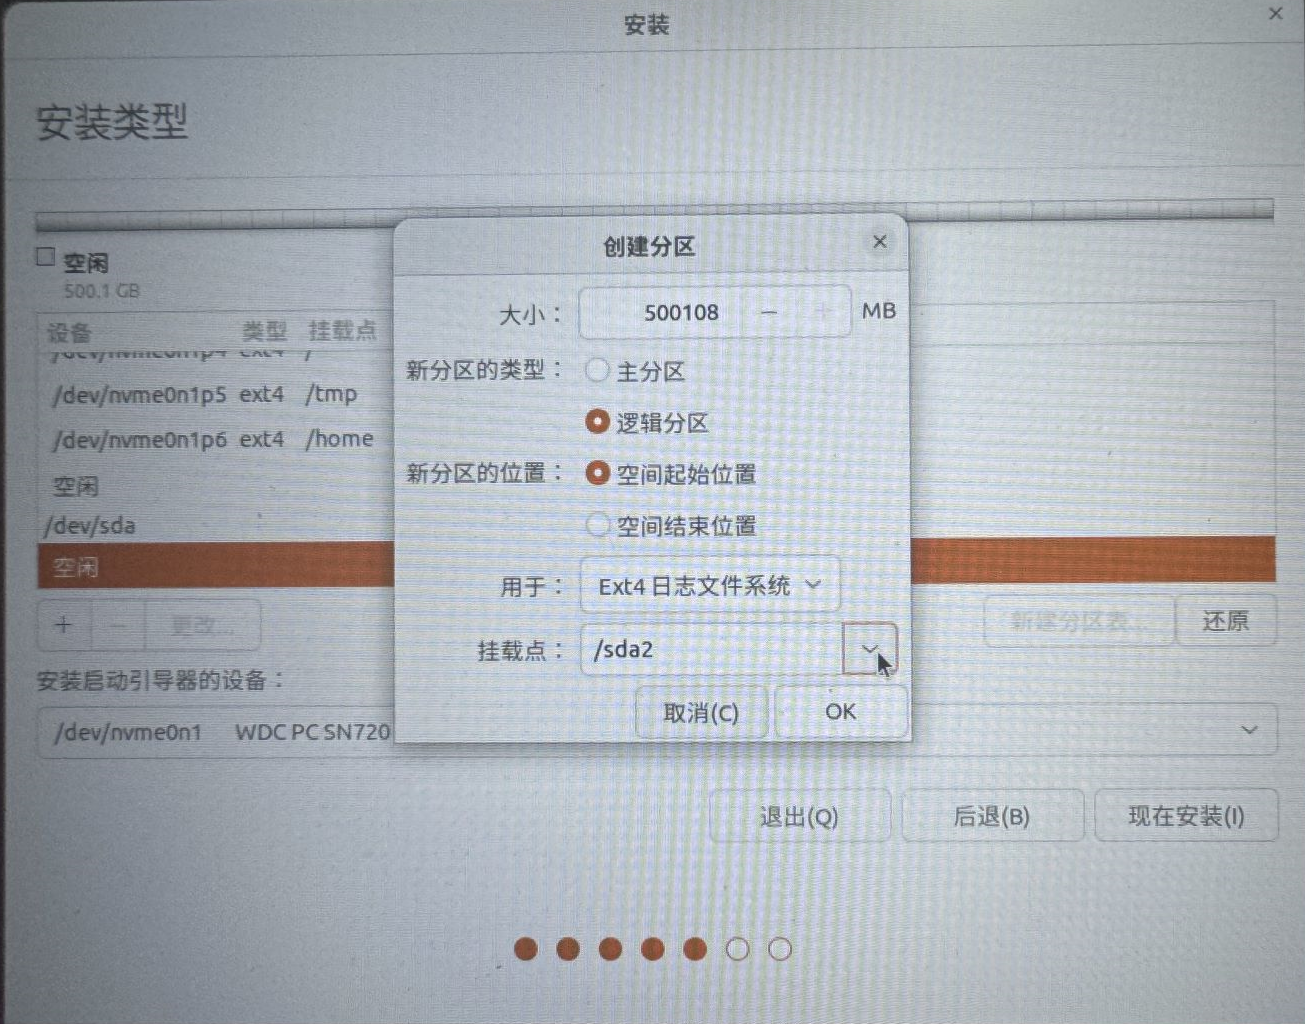 安装
安装类型
空闲
500.1 GB
设备 类型 挂载点
/dev/nvme0n1p4 ext4 /
/dev/nvme0n1p5 ext4 /tmp
/dev/nvme0n1p6 ext4 /home
空闲
/dev/sda
空闲
+ − 更改...
新建分区表... 还原
安装启动引导器的设备：
/dev/nvme0n1 WDC PC SN720
退出(Q) 后退(B) 现在安装(I)
创建分区
大小： 500108 − + MB
新分区的类型： 主分区
逻辑分区
新分区的位置： 空间起始位置
空间结束位置
用于： Ext4 日志文件系统
挂载点： /sda2
取消(C) OK